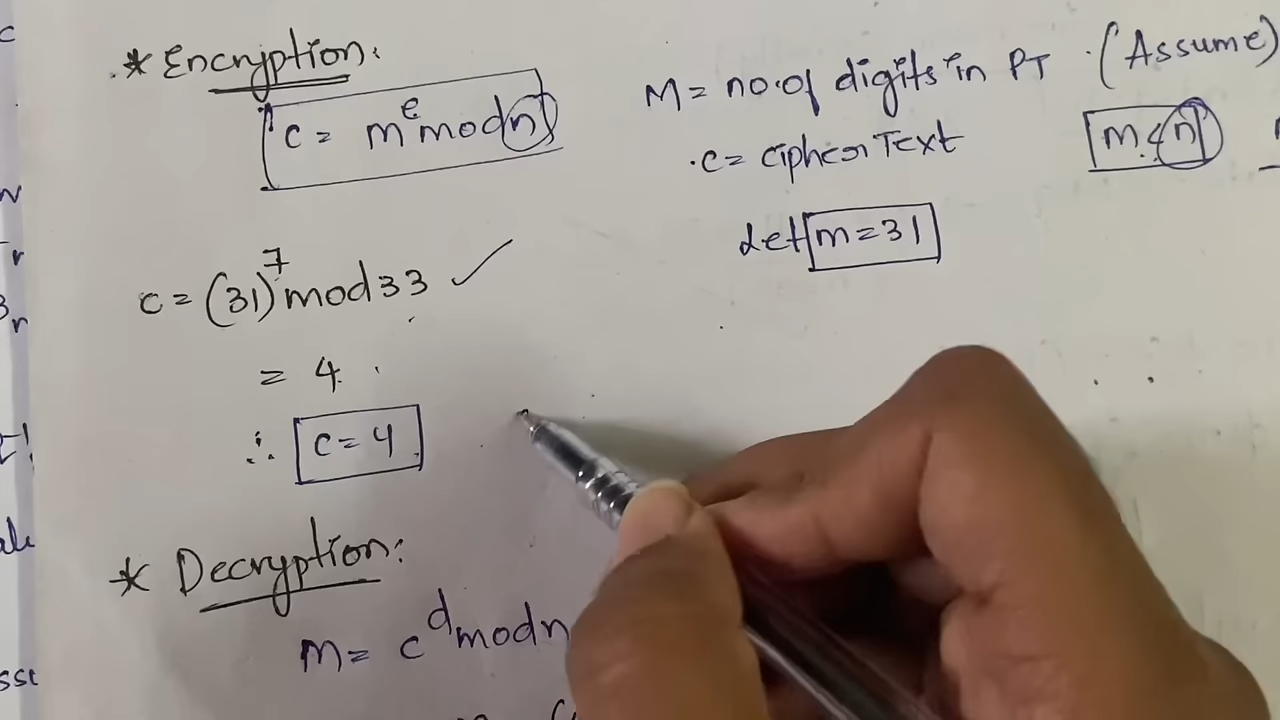 * Encryption:
c = m^e mod n
M = no. of digits in PT (Assume)
c = cipher Text
m < n
let m = 31
c = (31)^7 mod 33 ✓
= 4
∴ c = 4
* Decryption:
M = c^d mod n